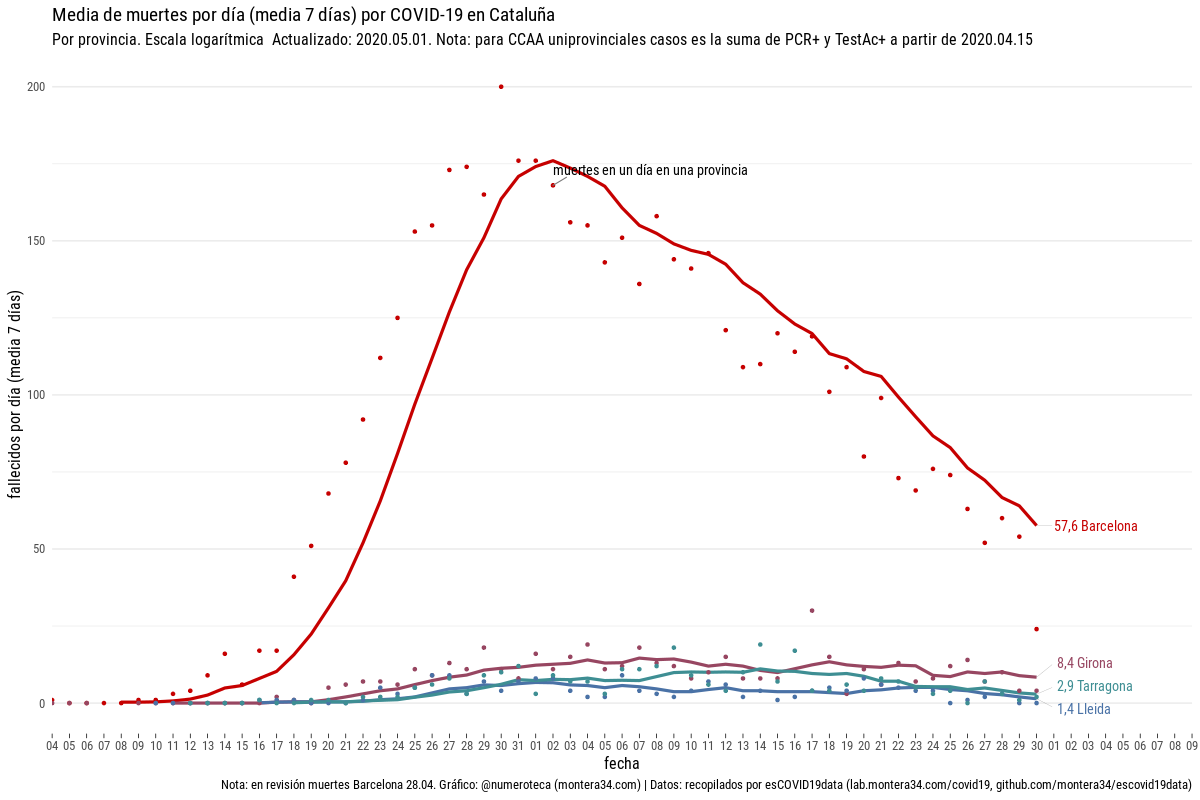 Media de muertes por día (media 7 días) por COVID-19 en Cataluña
Por provincia. Escala logarítmica  Actualizado: 2020.05.01. Nota: para CCAA uniprovinciales casos es la suma de PCR+ y TestAc+ a partir de 2020.04.15
fallecidos por día (media 7 días)
200
150
100
50
0
muertes en un día en una provincia
57,6 Barcelona
8,4 Girona
2,9 Tarragona
1,4 Lleida
04 05 06 07 08 09 10 11 12 13 14 15 16 17 18 19 20 21 22 23 24 25 26 27 28 29 30 31 01 02 03 04 05 06 07 08 09 10 11 12 13 14 15 16 17 18 19 20 21 22 23 24 25 26 27 28 29 30 01 02 03 04 05 06 07 08 09
fecha
Nota: en revisión muertes Barcelona 28.04. Gráfico: @numeroteca (montera34.com) | Datos: recopilados por esCOVID19data (lab.montera34.com/covid19, github.com/montera34/escovid19data)